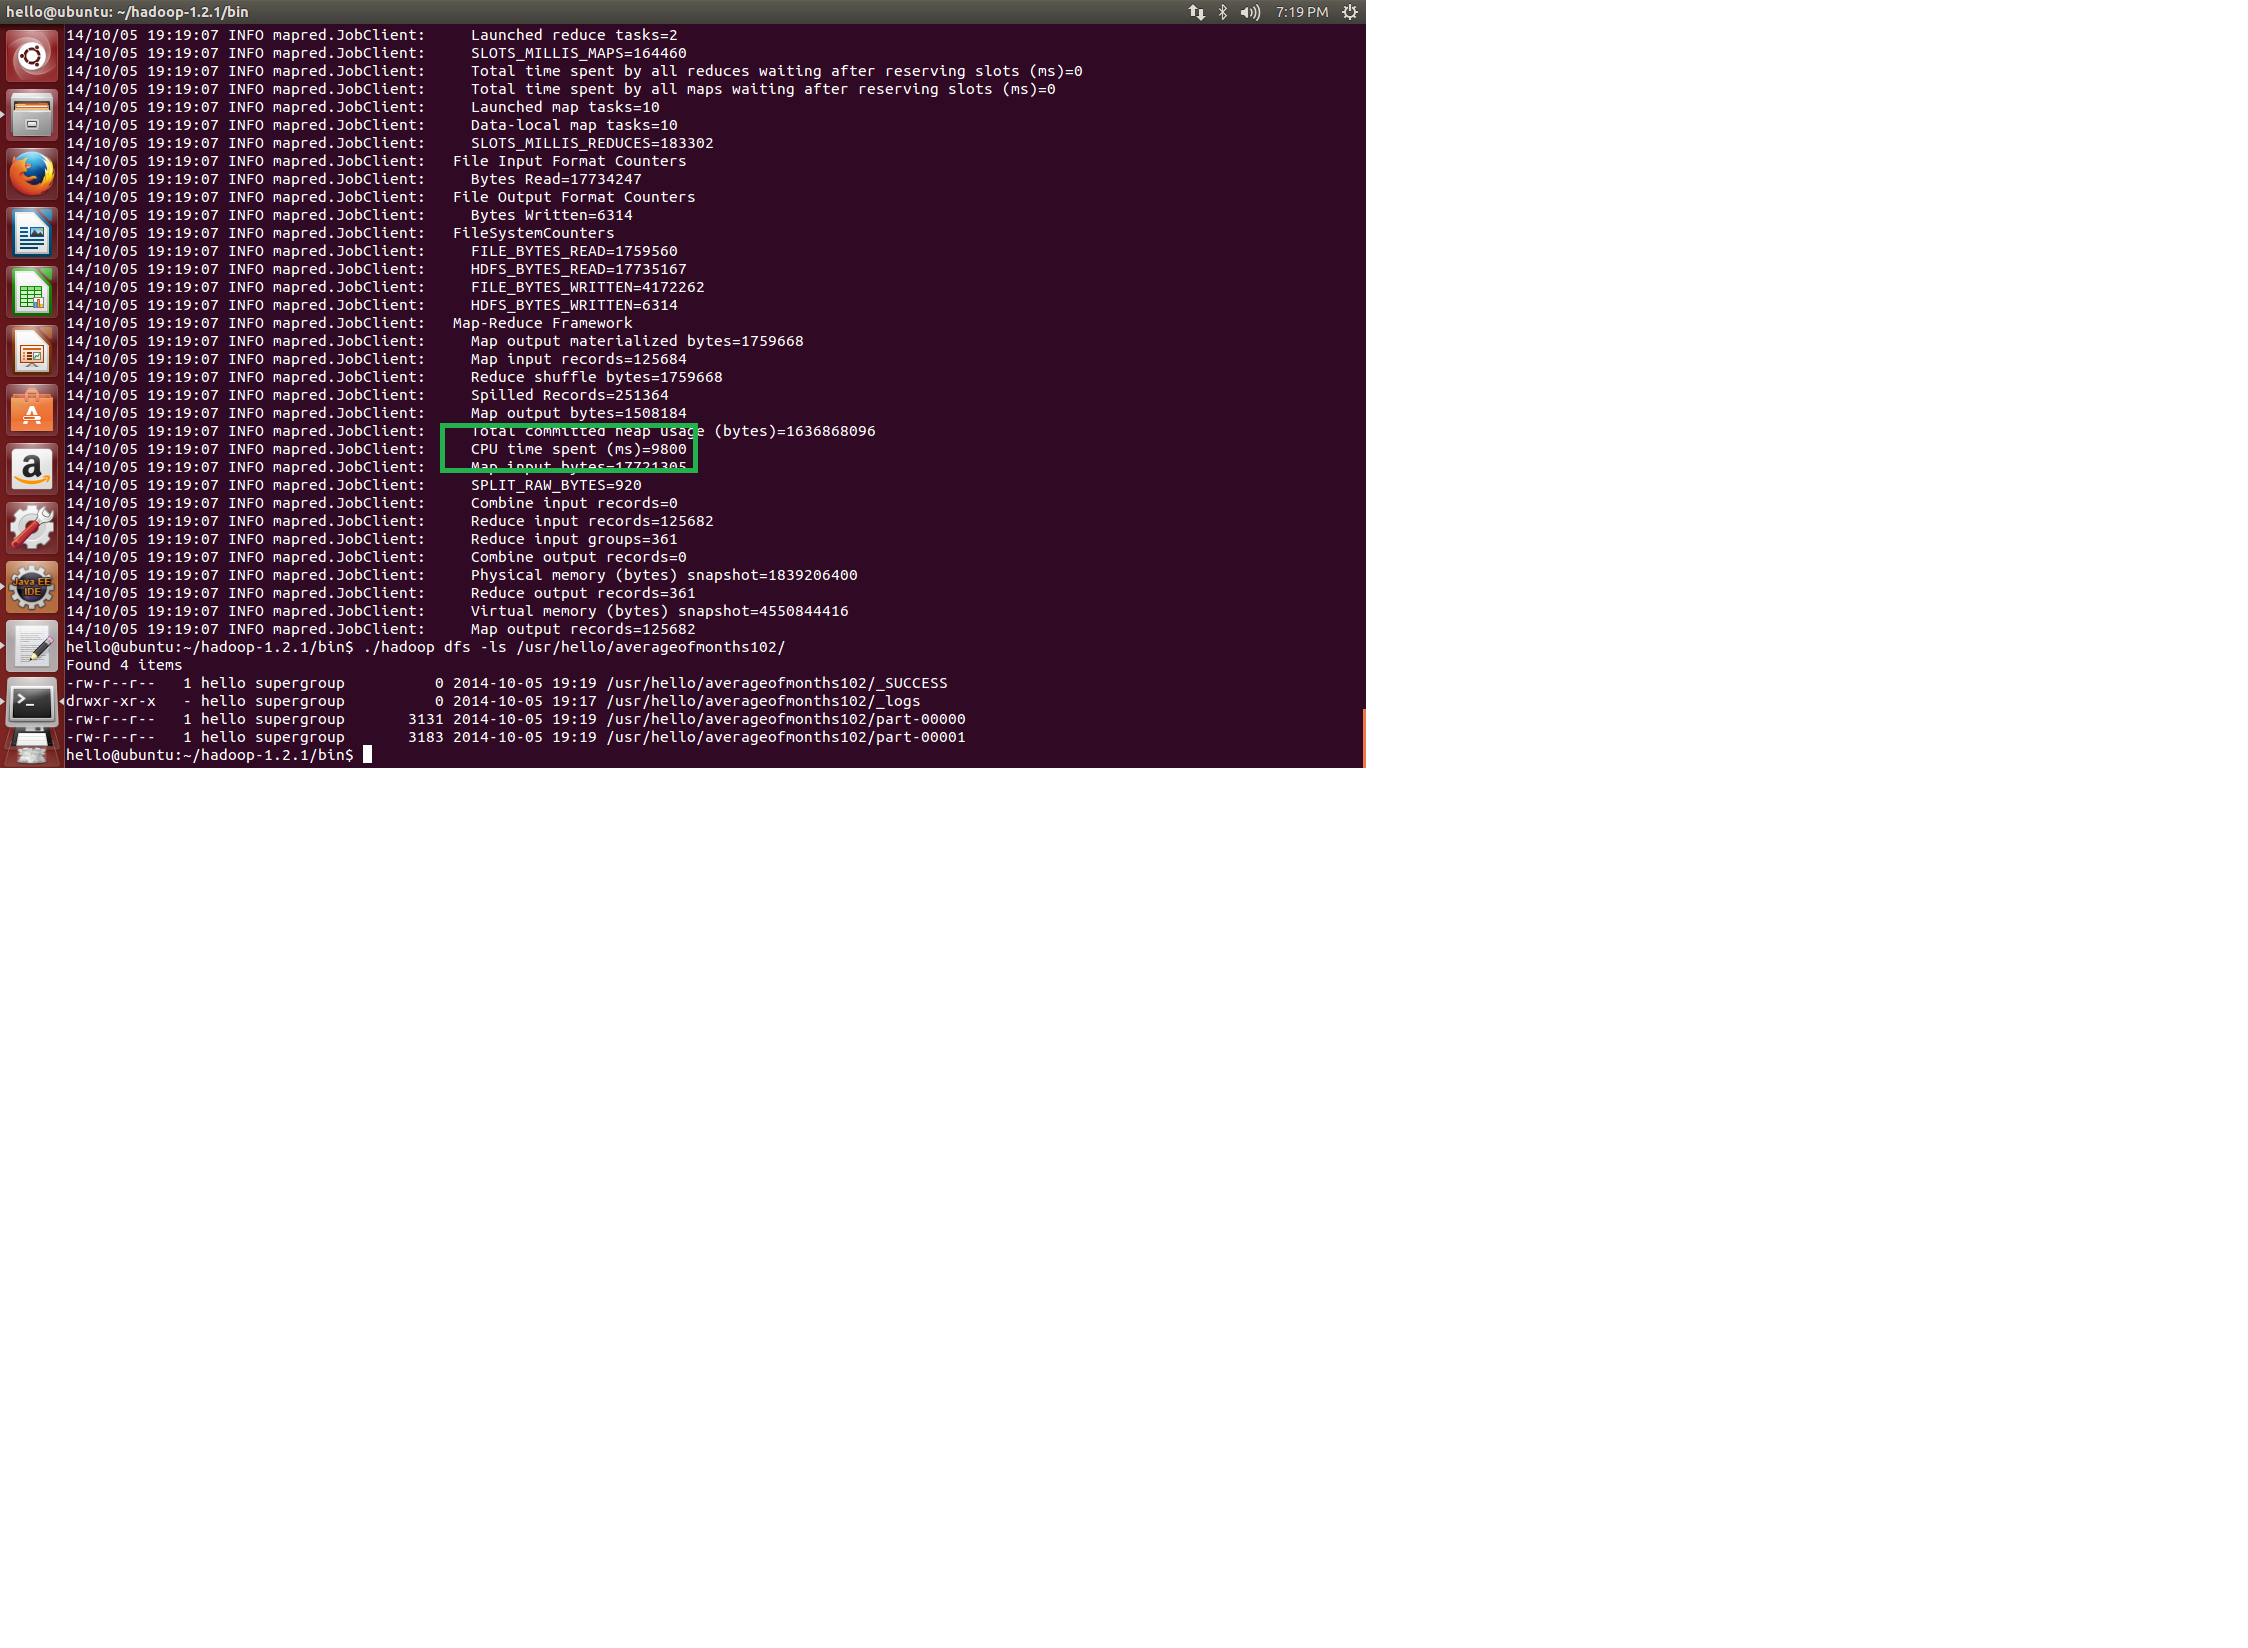 hello@ubuntu: ~/hadoop-1.2.1/bin
7:19 PM
14/10/05 19:19:07 INFO mapred.JobClient:     Launched reduce tasks=2
14/10/05 19:19:07 INFO mapred.JobClient:     SLOTS_MILLIS_MAPS=164460
14/10/05 19:19:07 INFO mapred.JobClient:     Total time spent by all reduces waiting after reserving slots (ms)=0
14/10/05 19:19:07 INFO mapred.JobClient:     Total time spent by all maps waiting after reserving slots (ms)=0
14/10/05 19:19:07 INFO mapred.JobClient:     Launched map tasks=10
14/10/05 19:19:07 INFO mapred.JobClient:     Data-local map tasks=10
14/10/05 19:19:07 INFO mapred.JobClient:     SLOTS_MILLIS_REDUCES=183302
14/10/05 19:19:07 INFO mapred.JobClient:   File Input Format Counters
14/10/05 19:19:07 INFO mapred.JobClient:     Bytes Read=17734247
14/10/05 19:19:07 INFO mapred.JobClient:   File Output Format Counters
14/10/05 19:19:07 INFO mapred.JobClient:     Bytes Written=6314
14/10/05 19:19:07 INFO mapred.JobClient:   FileSystemCounters
14/10/05 19:19:07 INFO mapred.JobClient:     FILE_BYTES_READ=1759560
14/10/05 19:19:07 INFO mapred.JobClient:     HDFS_BYTES_READ=17735167
14/10/05 19:19:07 INFO mapred.JobClient:     FILE_BYTES_WRITTEN=4172262
14/10/05 19:19:07 INFO mapred.JobClient:     HDFS_BYTES_WRITTEN=6314
14/10/05 19:19:07 INFO mapred.JobClient:   Map-Reduce Framework
14/10/05 19:19:07 INFO mapred.JobClient:     Map output materialized bytes=1759668
14/10/05 19:19:07 INFO mapred.JobClient:     Map input records=125684
14/10/05 19:19:07 INFO mapred.JobClient:     Reduce shuffle bytes=1759668
14/10/05 19:19:07 INFO mapred.JobClient:     Spilled Records=251364
14/10/05 19:19:07 INFO mapred.JobClient:     Map output bytes=1508184
14/10/05 19:19:07 INFO mapred.JobClient:     Total committed heap usage (bytes)=1636868096
14/10/05 19:19:07 INFO mapred.JobClient:     CPU time spent (ms)=9800
14/10/05 19:19:07 INFO mapred.JobClient:     Map input bytes=17721305
14/10/05 19:19:07 INFO mapred.JobClient:     SPLIT_RAW_BYTES=920
14/10/05 19:19:07 INFO mapred.JobClient:     Combine input records=0
14/10/05 19:19:07 INFO mapred.JobClient:     Reduce input records=125682
14/10/05 19:19:07 INFO mapred.JobClient:     Reduce input groups=361
14/10/05 19:19:07 INFO mapred.JobClient:     Combine output records=0
14/10/05 19:19:07 INFO mapred.JobClient:     Physical memory (bytes) snapshot=1839206400
14/10/05 19:19:07 INFO mapred.JobClient:     Reduce output records=361
14/10/05 19:19:07 INFO mapred.JobClient:     Virtual memory (bytes) snapshot=4550844416
14/10/05 19:19:07 INFO mapred.JobClient:     Map output records=125682
hello@ubuntu:~/hadoop-1.2.1/bin$ ./hadoop dfs -ls /usr/hello/averageofmonths102/
Found 4 items
-rw-r--r--   1 hello supergroup          0 2014-10-05 19:19 /usr/hello/averageofmonths102/_SUCCESS
drwxr-xr-x   - hello supergroup          0 2014-10-05 19:17 /usr/hello/averageofmonths102/_logs
-rw-r--r--   1 hello supergroup       3131 2014-10-05 19:19 /usr/hello/averageofmonths102/part-00000
-rw-r--r--   1 hello supergroup       3183 2014-10-05 19:19 /usr/hello/averageofmonths102/part-00001
hello@ubuntu:~/hadoop-1.2.1/bin$
Java EE
IDE